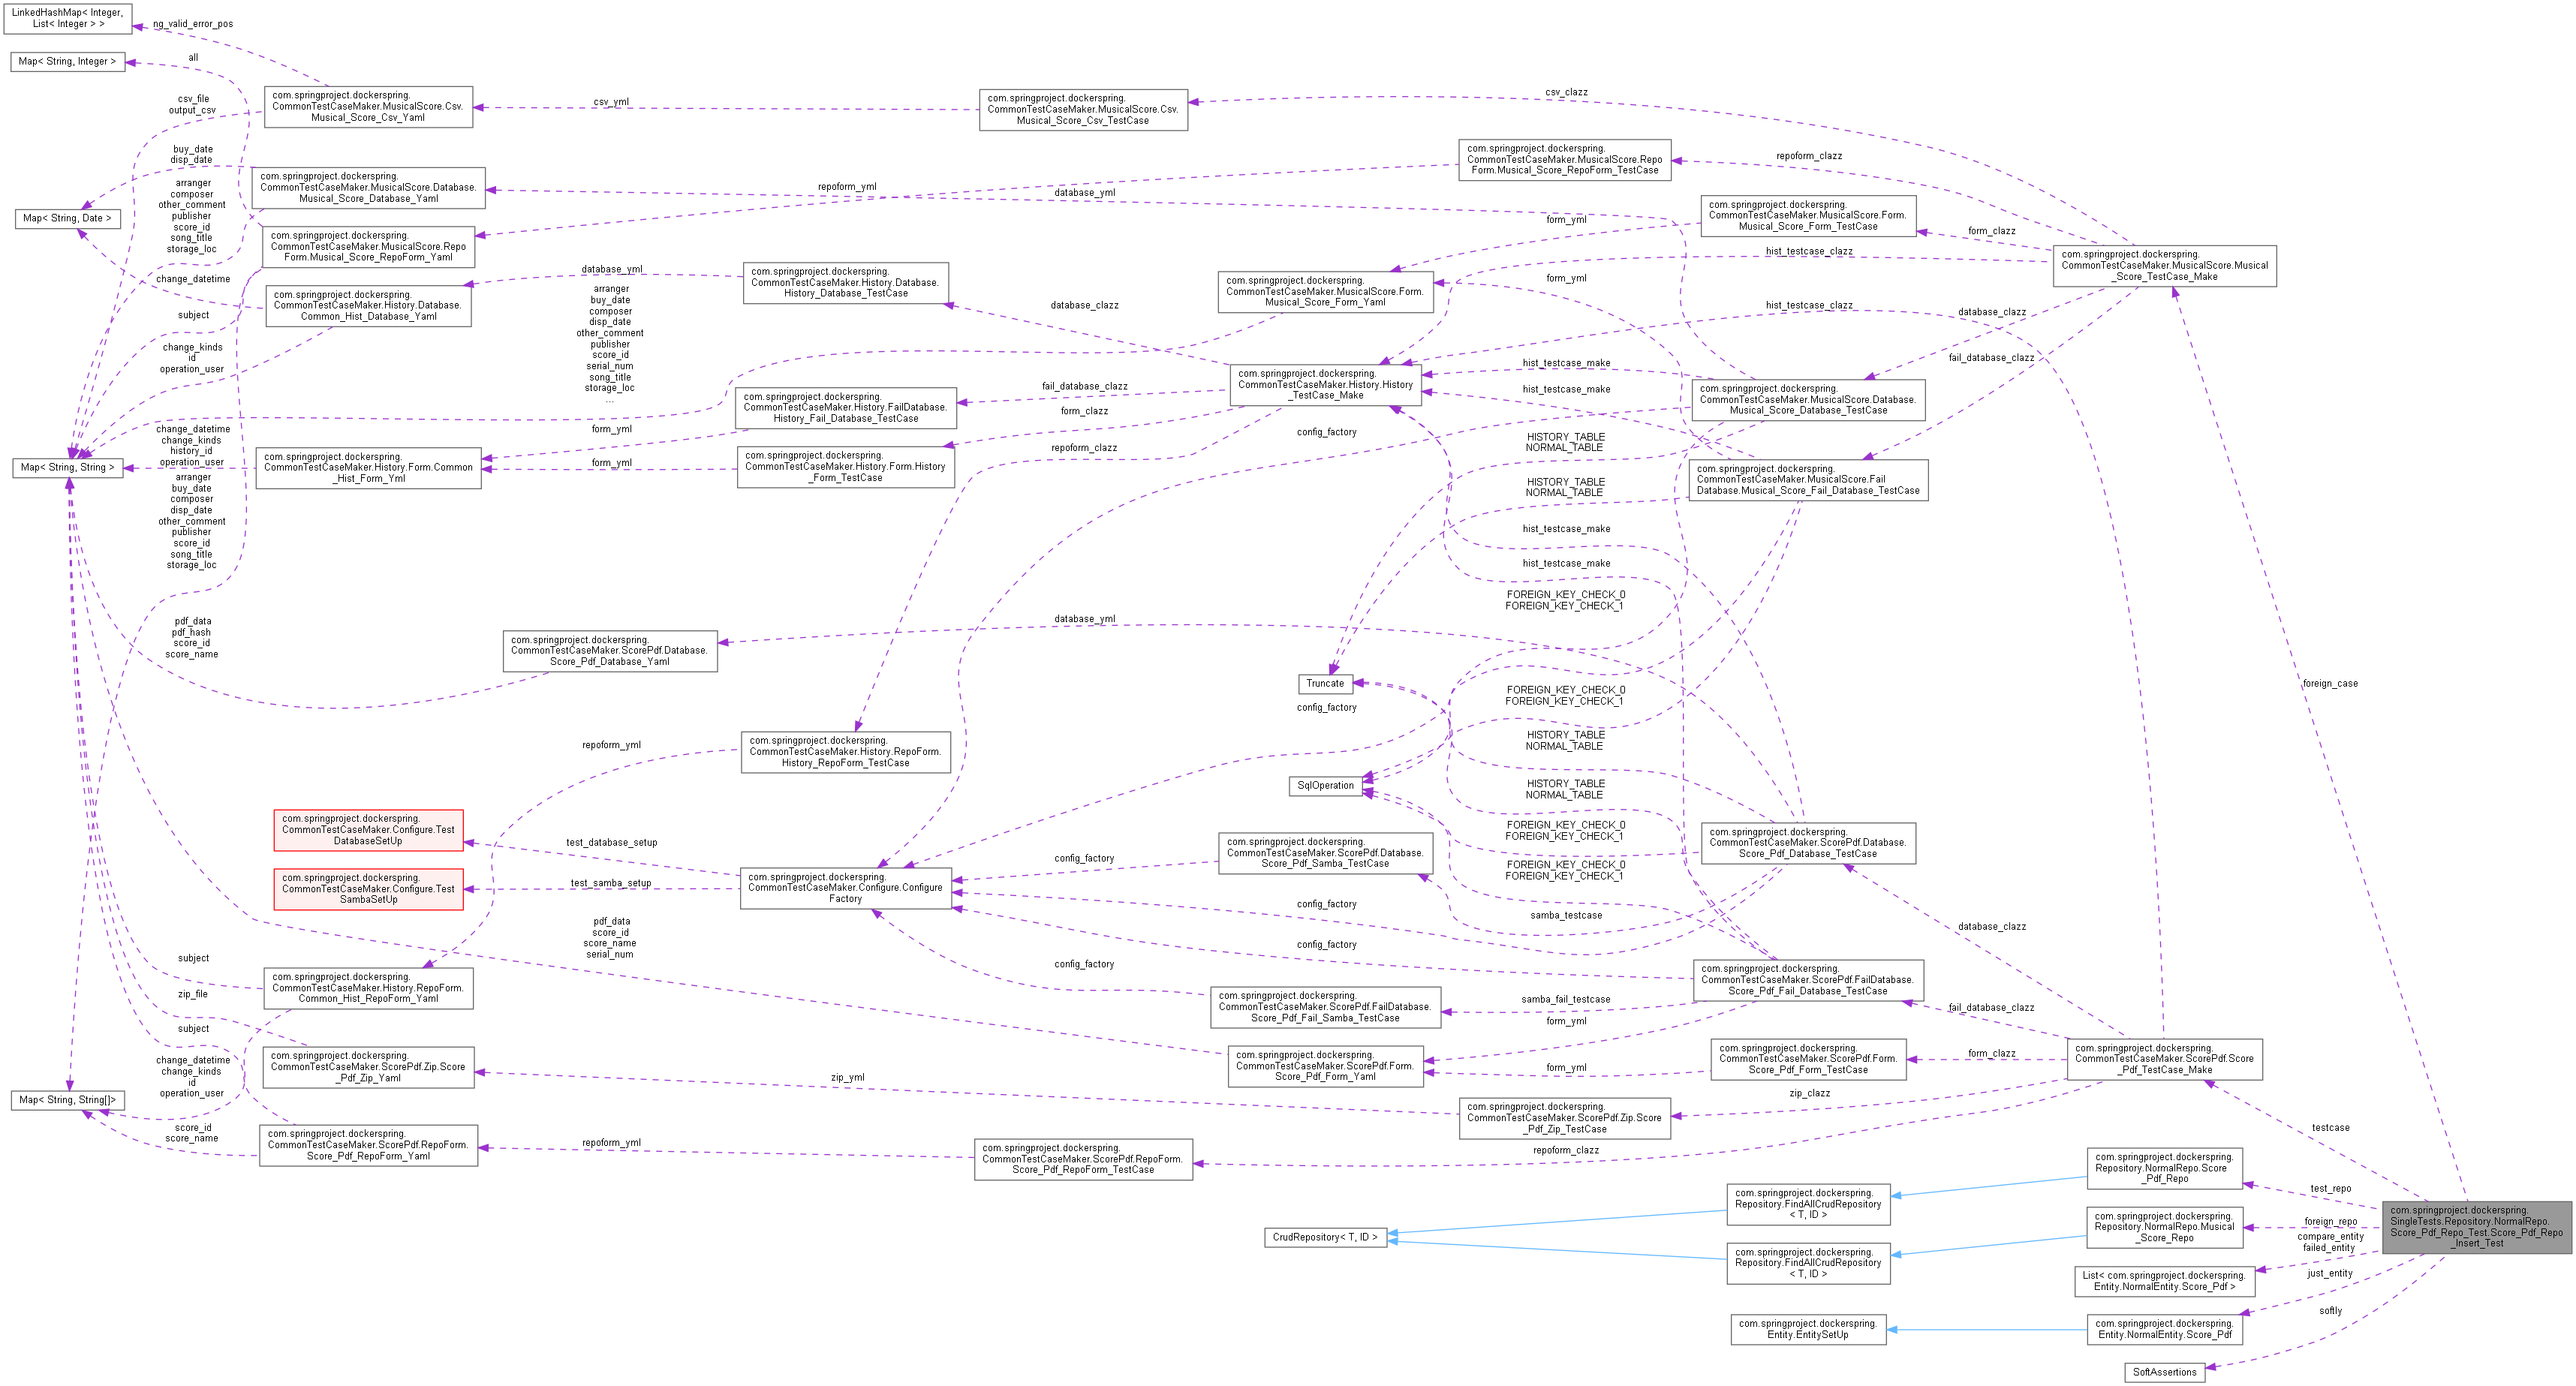 LinkedHashMap< Integer,
List< Integer > >
ng_valid_error_pos
Map< String, Integer >
all
com.springproject.dockerspring.
CommonTestCaseMaker.MusicalScore.Csv.
Musical_Score_Csv_Yaml
csv_file
output_csv
csv_yml
com.springproject.dockerspring.
CommonTestCaseMaker.MusicalScore.Csv.
Musical_Score_Csv_TestCase
csv_clazz
buy_date
disp_date
com.springproject.dockerspring.
CommonTestCaseMaker.MusicalScore.Database.
Musical_Score_Database_Yaml
arranger
composer
other_comment
publisher
score_id
song_title
storage_loc
repoform_yml
database_yml
com.springproject.dockerspring.
CommonTestCaseMaker.MusicalScore.Repo
Form.Musical_Score_RepoForm_TestCase
repoform_clazz
Map< String, Date >
com.springproject.dockerspring.
CommonTestCaseMaker.MusicalScore.Repo
Form.Musical_Score_RepoForm_Yaml
com.springproject.dockerspring.
CommonTestCaseMaker.MusicalScore.Form.
Musical_Score_Form_TestCase
form_yml
form_clazz
hist_testcase_clazz
com.springproject.dockerspring.
CommonTestCaseMaker.MusicalScore.Musical
_Score_TestCase_Make
change_datetime
com.springproject.dockerspring.
CommonTestCaseMaker.History.Database.
Common_Hist_Database_Yaml
database_yml
com.springproject.dockerspring.
CommonTestCaseMaker.History.Database.
History_Database_TestCase
com.springproject.dockerspring.
CommonTestCaseMaker.MusicalScore.Form.
Musical_Score_Form_Yaml
form_yml
hist_testcase_clazz
database_clazz
database_clazz
fail_database_clazz
subject
arranger
buy_date
composer
disp_date
other_comment
publisher
score_id
serial_num
song_title
storage_loc
...
change_kinds
id
operation_user
com.springproject.dockerspring.
CommonTestCaseMaker.History.History
_TestCase_Make
hist_testcase_make
hist_testcase_make
com.springproject.dockerspring.
CommonTestCaseMaker.MusicalScore.Database.
Musical_Score_Database_TestCase
com.springproject.dockerspring.
CommonTestCaseMaker.History.FailDatabase.
History_Fail_Database_TestCase
fail_database_clazz
form_clazz
form_yml
config_factory
HISTORY_TABLE
NORMAL_TABLE
change_datetime
change_kinds
history_id
operation_user
Map< String, String >
com.springproject.dockerspring.
CommonTestCaseMaker.History.Form.Common
_Hist_Form_Yml
form_yml
com.springproject.dockerspring.
CommonTestCaseMaker.History.Form.History
_Form_TestCase
repoform_clazz
HISTORY_TABLE
NORMAL_TABLE
com.springproject.dockerspring.
CommonTestCaseMaker.MusicalScore.Fail
Database.Musical_Score_Fail_Database_TestCase
arranger
buy_date
composer
disp_date
other_comment
publisher
score_id
song_title
storage_loc
hist_testcase_make
hist_testcase_make
FOREIGN_KEY_CHECK_0
FOREIGN_KEY_CHECK_1
pdf_data
pdf_hash
score_id
score_name
com.springproject.dockerspring.
CommonTestCaseMaker.ScorePdf.Database.
Score_Pdf_Database_Yaml
database_yml
Truncate
config_factory
FOREIGN_KEY_CHECK_0
FOREIGN_KEY_CHECK_1
foreign_case
repoform_yml
com.springproject.dockerspring.
CommonTestCaseMaker.History.RepoForm.
History_RepoForm_TestCase
HISTORY_TABLE
NORMAL_TABLE
SqlOperation
HISTORY_TABLE
NORMAL_TABLE
com.springproject.dockerspring.
CommonTestCaseMaker.Configure.Test
DatabaseSetUp
test_database_setup
com.springproject.dockerspring.
CommonTestCaseMaker.Configure.Test
SambaSetUp
test_samba_setup
com.springproject.dockerspring.
CommonTestCaseMaker.Configure.Configure
Factory
config_factory
com.springproject.dockerspring.
CommonTestCaseMaker.ScorePdf.Database.
Score_Pdf_Samba_TestCase
FOREIGN_KEY_CHECK_0
FOREIGN_KEY_CHECK_1
FOREIGN_KEY_CHECK_0
FOREIGN_KEY_CHECK_1
com.springproject.dockerspring.
CommonTestCaseMaker.ScorePdf.Database.
Score_Pdf_Database_TestCase
config_factory
samba_testcase
config_factory
database_clazz
pdf_data
score_id
score_name
serial_num
subject
com.springproject.dockerspring.
CommonTestCaseMaker.History.RepoForm.
Common_Hist_RepoForm_Yaml
config_factory
com.springproject.dockerspring.
CommonTestCaseMaker.ScorePdf.FailDatabase.
Score_Pdf_Fail_Samba_TestCase
samba_fail_testcase
form_yml
com.springproject.dockerspring.
CommonTestCaseMaker.ScorePdf.FailDatabase.
Score_Pdf_Fail_Database_TestCase
fail_database_clazz
zip_file
subject
com.springproject.dockerspring.
CommonTestCaseMaker.ScorePdf.Zip.Score
_Pdf_Zip_Yaml
zip_yml
com.springproject.dockerspring.
CommonTestCaseMaker.ScorePdf.Form.
Score_Pdf_Form_Yaml
form_yml
com.springproject.dockerspring.
CommonTestCaseMaker.ScorePdf.Form.
Score_Pdf_Form_TestCase
form_clazz
com.springproject.dockerspring.
CommonTestCaseMaker.ScorePdf.Score
_Pdf_TestCase_Make
change_datetime
change_kinds
id
operation_user
Map< String, String[]>
zip_clazz
com.springproject.dockerspring.
CommonTestCaseMaker.ScorePdf.Zip.Score
_Pdf_Zip_TestCase
score_id
score_name
com.springproject.dockerspring.
CommonTestCaseMaker.ScorePdf.RepoForm.
Score_Pdf_RepoForm_Yaml
repoform_yml
com.springproject.dockerspring.
CommonTestCaseMaker.ScorePdf.RepoForm.
Score_Pdf_RepoForm_TestCase
repoform_clazz
testcase
com.springproject.dockerspring.
Repository.NormalRepo.Score
_Pdf_Repo
test_repo
com.springproject.dockerspring.
Repository.FindAllCrudRepository
< T, ID >
CrudRepository< T, ID >
com.springproject.dockerspring.
Repository.NormalRepo.Musical
_Score_Repo
foreign_repo
com.springproject.dockerspring.
Repository.FindAllCrudRepository
< T, ID >
com.springproject.dockerspring.
SingleTests.Repository.NormalRepo.
Score_Pdf_Repo_Test.Score_Pdf_Repo
_Insert_Test
compare_entity
failed_entity
List< com.springproject.dockerspring.
Entity.NormalEntity.Score_Pdf >
just_entity
com.springproject.dockerspring.
Entity.EntitySetUp
com.springproject.dockerspring.
Entity.NormalEntity.Score_Pdf
softly
SoftAssertions